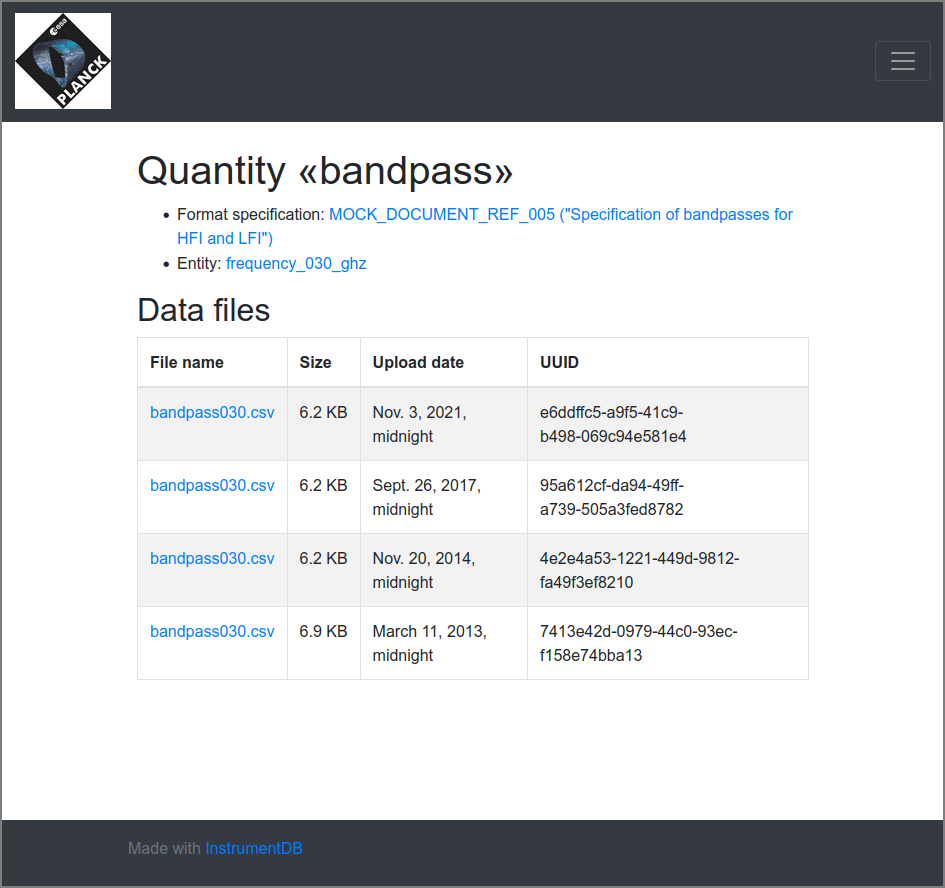 esa
PLANCK
Quantity «bandpass»
Format specification: MOCK_DOCUMENT_REF_005 ("Specification of bandpasses for
HFI and LFI")
Entity: frequency_030_ghz
Data files
File name Size Upload date UUID
bandpass030.csv 6.2 KB Nov. 3, 2021, e6ddffc5-a9f5-41c9-
midnight b498-069c94e581e4
bandpass030.csv 6.2 KB Sept. 26, 2017, 95a612cf-da94-49ff-
midnight a739-505a3fed8782
bandpass030.csv 6.2 KB Nov. 20, 2014, 4e2e4a53-1221-449d-9812-
midnight fa49f3ef8210
bandpass030.csv 6.9 KB March 11, 2013, 7413e42d-0979-44c0-93ec-
midnight f158e74bba13
Made with InstrumentDB